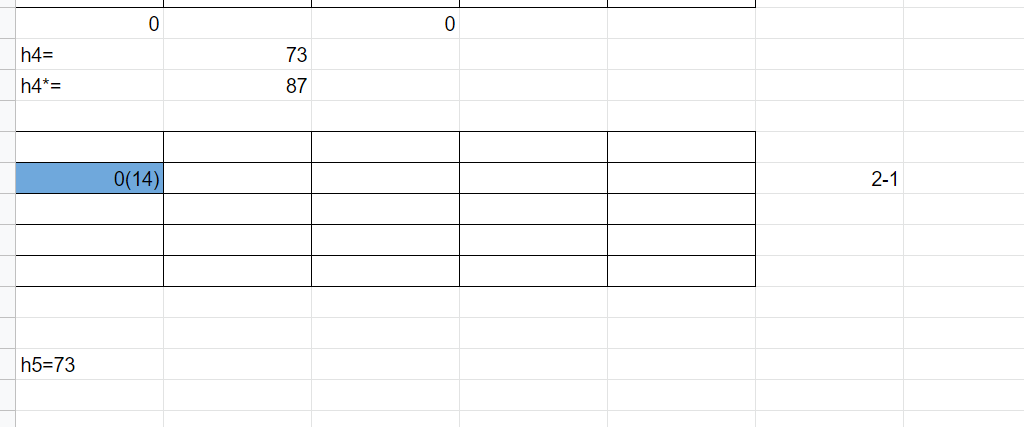 0 0
h4= 73
h4*= 87
0(14) 2-1
h5=73